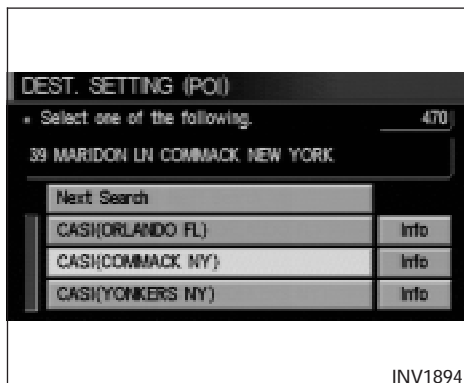 DEST. SETTING (POI)
• Select one of the following. 470
39 MARIDON LN COMMACK NEW YORK
Next Search
CASH(ORLANDO FL) Info
CASH(COMMACK NY) Info
CASH(YONKERS NY) Info
INV1894